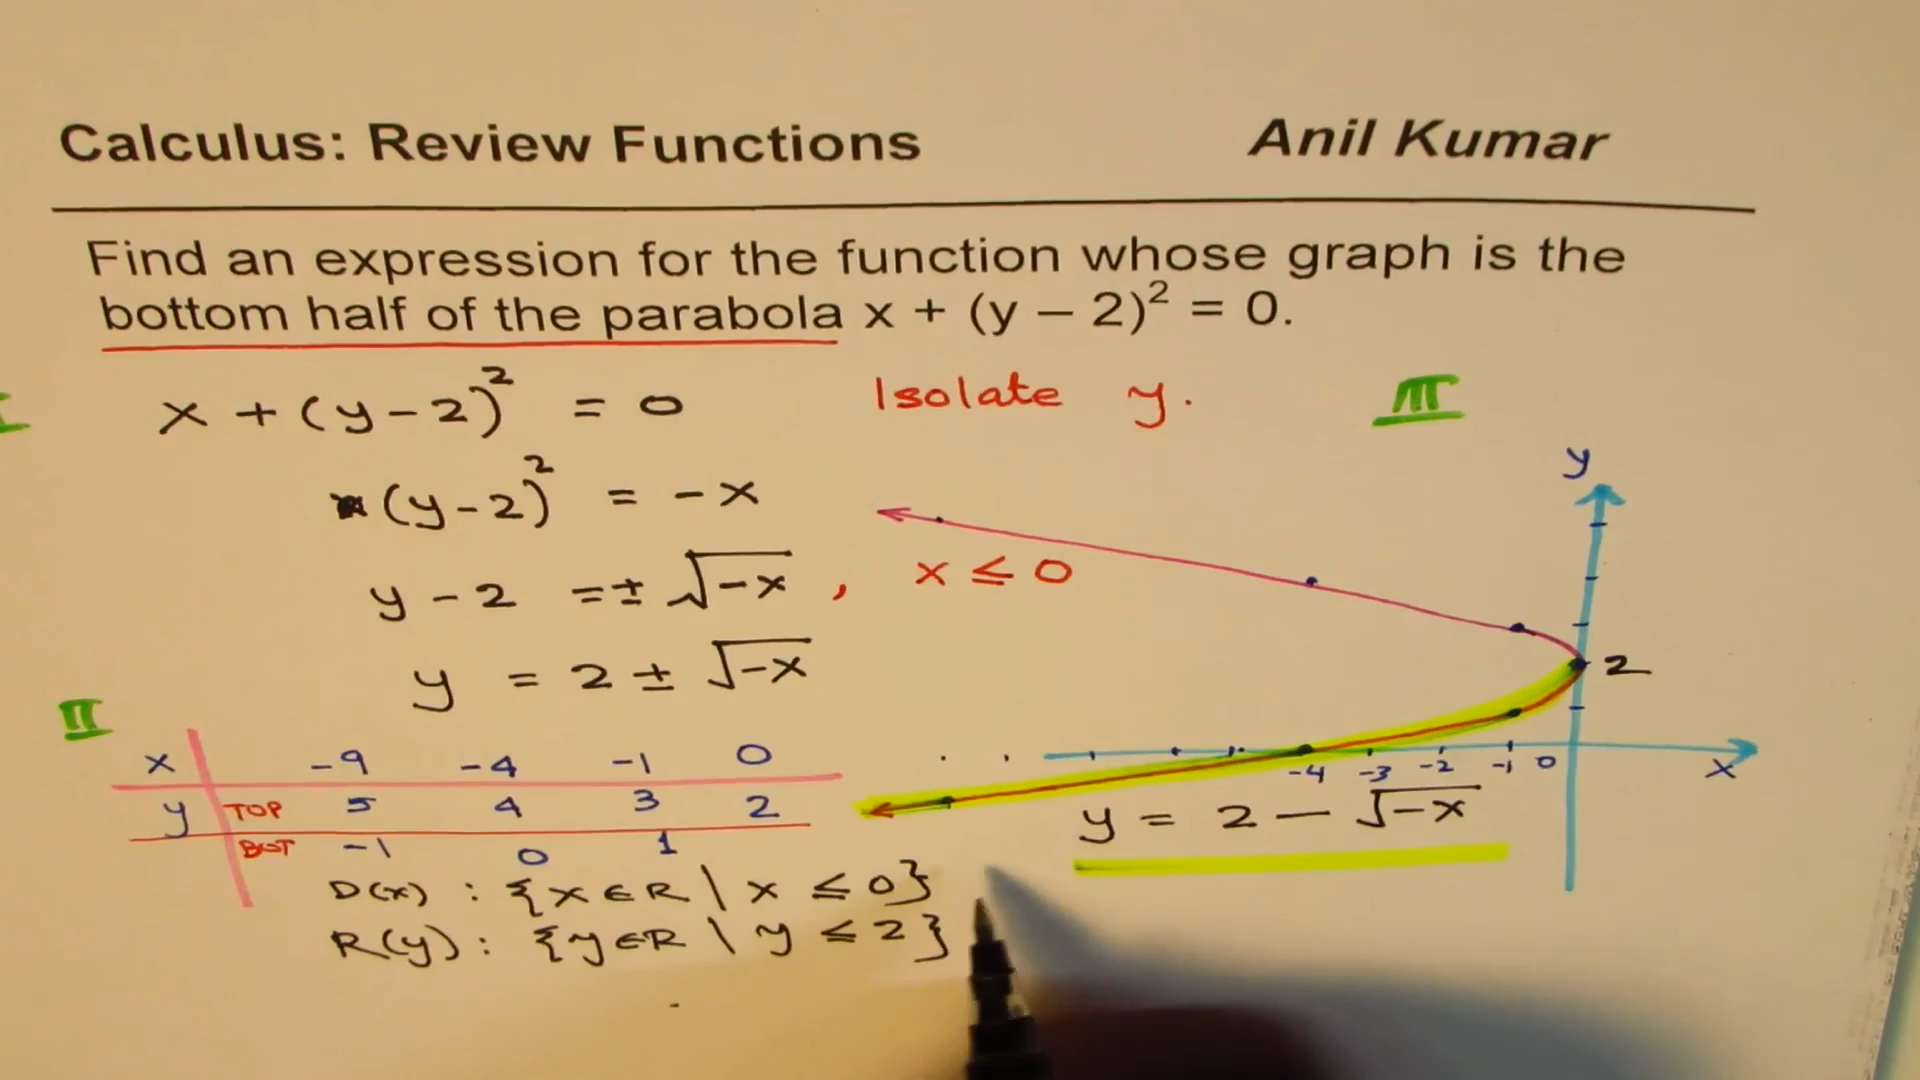 Calculus: Review Functions Anil Kumar
Find an expression for the function whose graph is the
bottom half of the parabola x + (y – 2)² = 0.
I
x + (y – 2)² = 0
Isolate y.
III
(y – 2)² = –x
y – 2 = ± √–x , x ≤ 0
y = 2 ± √–x
II
x –9 –4 –1 0
y TOP 5 4 3 2
BOT –1 0 1
D(x) : {x ∈ R | x ≤ 0}
R(y) : {y ∈ R | y ≤ 2}
y
2
–4 –3 –2 –1 0 x
y = 2 – √–x